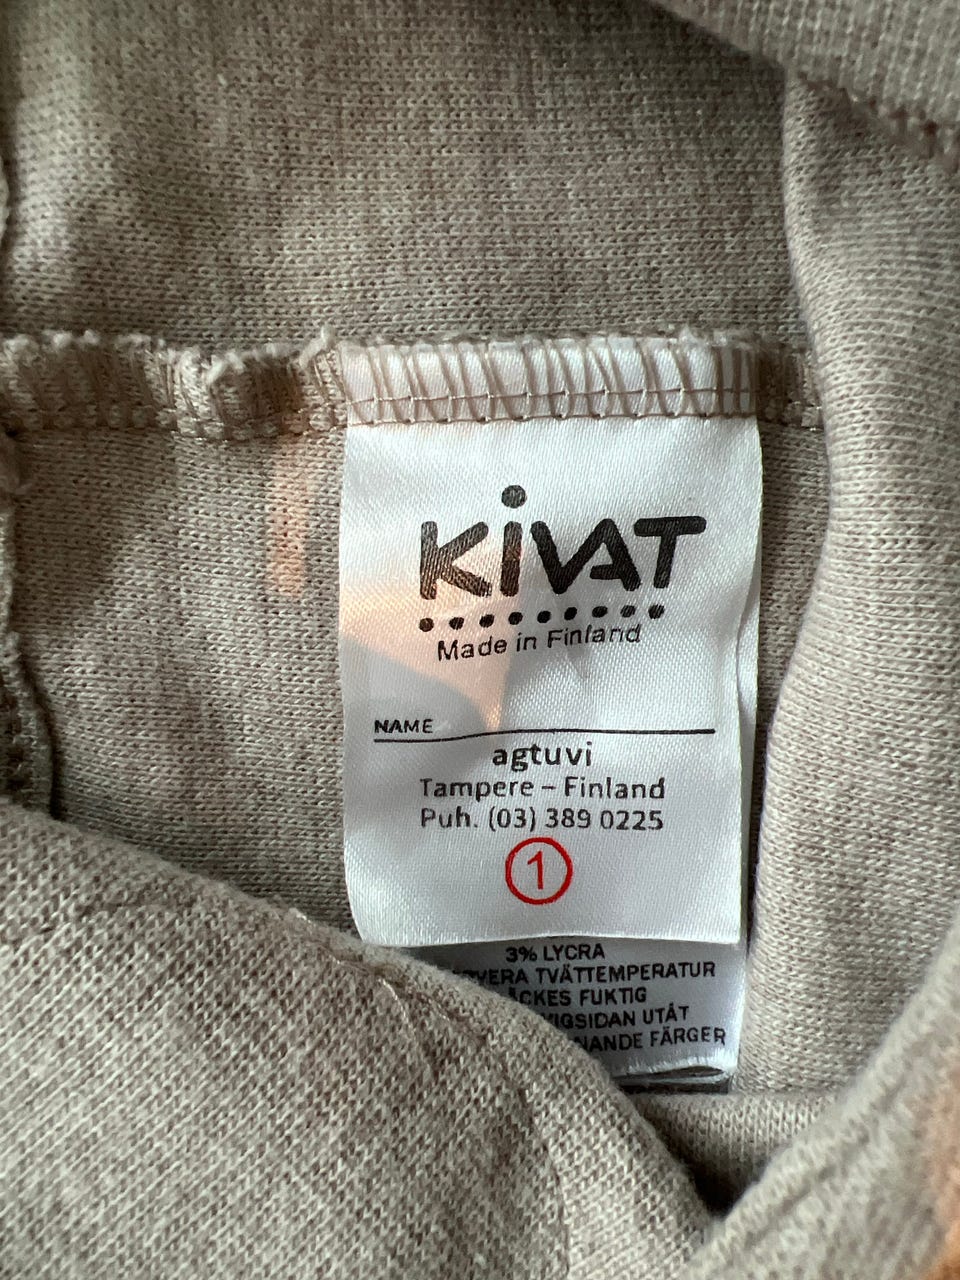 KiVAT
Made in Finland
NAME
agtuvi
Tampere – Finland
Puh. (03) 389 0225
1
3% LYCRA
TVÄTTEMPERATUR
FUKTIG
UTÅT
FÄRGER